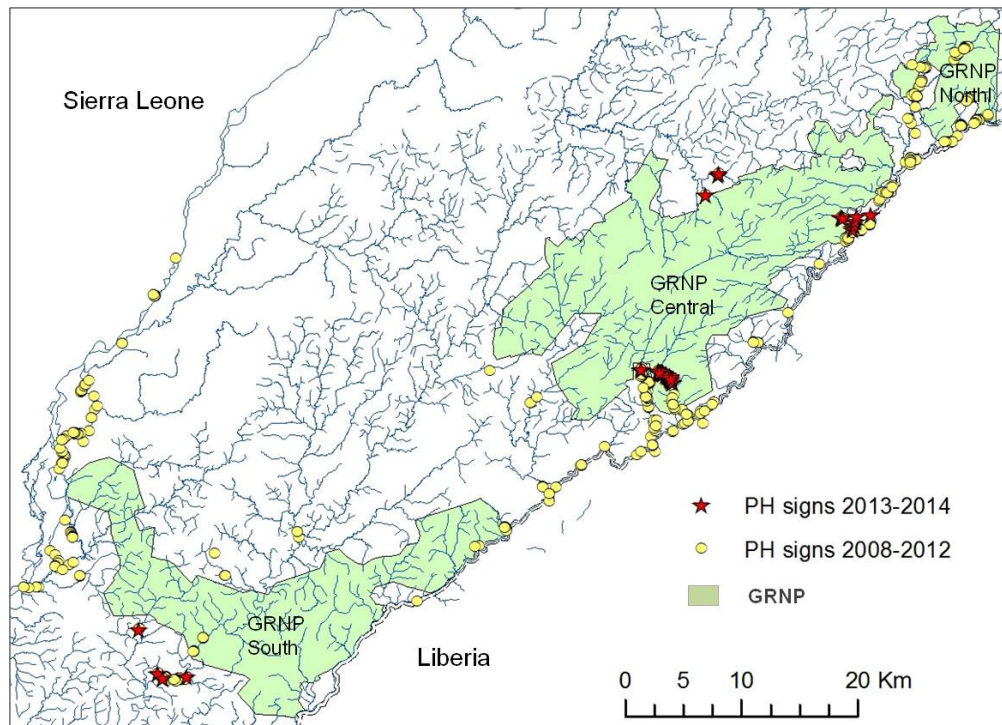 Sierra Leone
GRNP
Northl
GRNP
Central
PH signs 2013-2014
PH signs 2008-2012
GRNP
GRNP
South
Liberia
0 5 10 20 Km